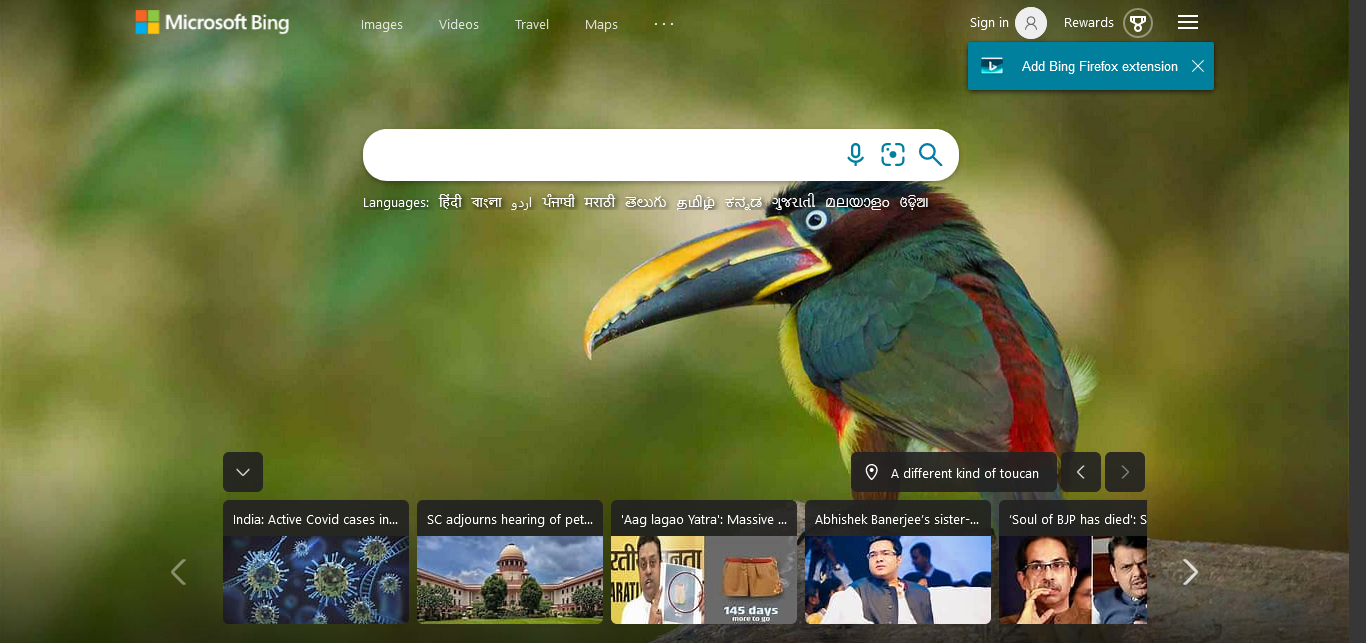 Microsoft Bing
Images Videos Travel Maps ...
Sign in Rewards
Add Bing Firefox extension
Languages: हिंदी বাংলা اردو ਪੰਜਾਬੀ मराठी తెలుగు தமிழ் ಕನ್ನಡ ગુજરાતી മലയാളം ଓଡ଼ିଆ
A different kind of toucan
India: Active Covid cases in...
SC adjourns hearing of pet...
'Aag lagao Yatra': Massive ...
Abhishek Banerjee's sister-...
'Soul of BJP has died': S
145 days
more to go